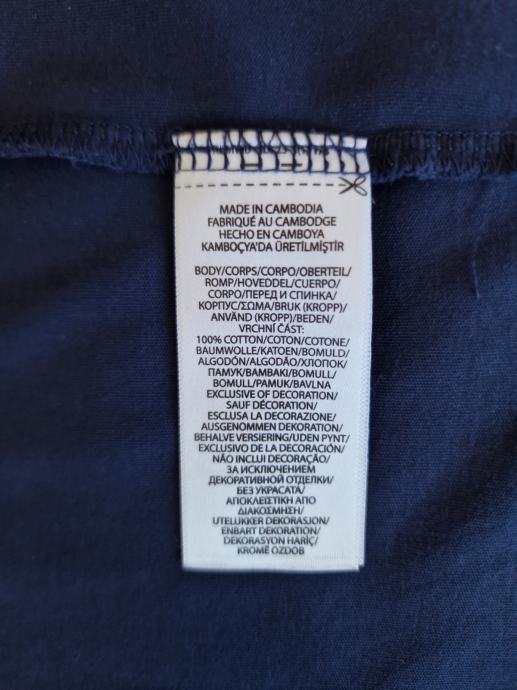 MADE IN CAMBODIA
FABRIQUÉ AU CAMBODGE
HECHO EN CAMBOYA
KAMBOÇYA'DA ÜRETİLMİŞTİR
BODY/CORPS/CORPO/OBERTEIL/
ROMP/HOVEDDEL/CUERPO/
CORPO/ПЕРЕД И СПИНКА/
КОРПУС/ΣΩΜΑ/BRUK (KROPP)/
ANVÄND (KROPP)/BEDEN/
VRCHNÍ ČÁST:
100% COTTON/COTON/COTONE/
BAUMWOLLE/KATOEN/BOMULD/
ALGODÓN/ALGODÃO/ХЛОПОК/
ПАМУК/ΒΑΜΒΑΚΙ/BOMULL/
BOMULL/PAMUK/BAVLNA
EXCLUSIVE OF DECORATION/
SAUF DÉCORATION/
ESCLUSA LA DECORAZIONE/
AUSGENOMMEN DEKORATION/
BEHALVE VERSIERING/UDEN PYNT/
EXCLUSIVO DE LA DECORACIÓN/
NÃO INCLUI DECORAÇÃO/
ЗА ИСКЛЮЧЕНИЕМ
ДЕКОРАТИВНОЙ ОТДЕЛКИ/
БЕЗ УКРАСАТА/
ΑΠΟΚΛΕΙΣΤΙΚΗ ΑΠΟ
ΔΙΑΚΟΣΜΗΣΗ/
UTELUKKER DEKORASJON/
ENBART DEKORATION/
DEKORASYON HARİÇ/
KROMĚ OZDOB